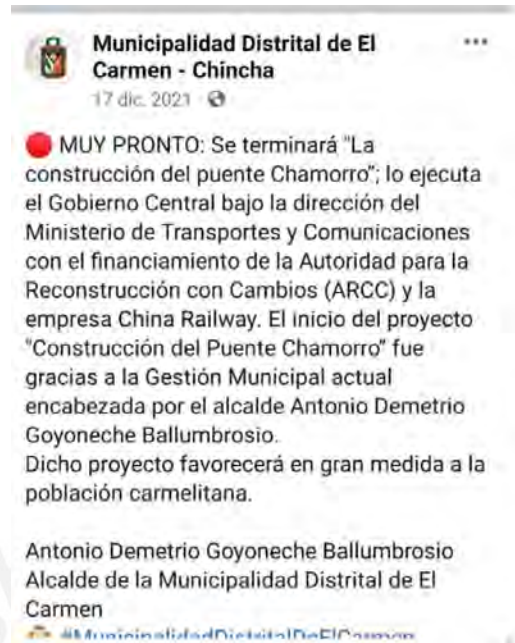 Municipalidad Distrital de El
Carmen - Chincha
17 dic. 2021
MUY PRONTO: Se terminará "La
construcción del puente Chamorro"; lo ejecuta
el Gobierno Central bajo la dirección del
Ministerio de Transportes y Comunicaciones
con el financiamiento de la Autoridad para la
Reconstrucción con Cambios (ARCC) y la
empresa China Railway. El inicio del proyecto
"Construcción del Puente Chamorro" fue
gracias a la Gestión Municipal actual
encabezada por el alcalde Antonio Demetrio
Goyoneche Ballumbrosio.
Dicho proyecto favorecerá en gran medida a la
población carmelitana.
Antonio Demetrio Goyoneche Ballumbrosio
Alcalde de la Municipalidad Distrital de El
Carmen
#MunicipalidadDistritalDeElCarmen